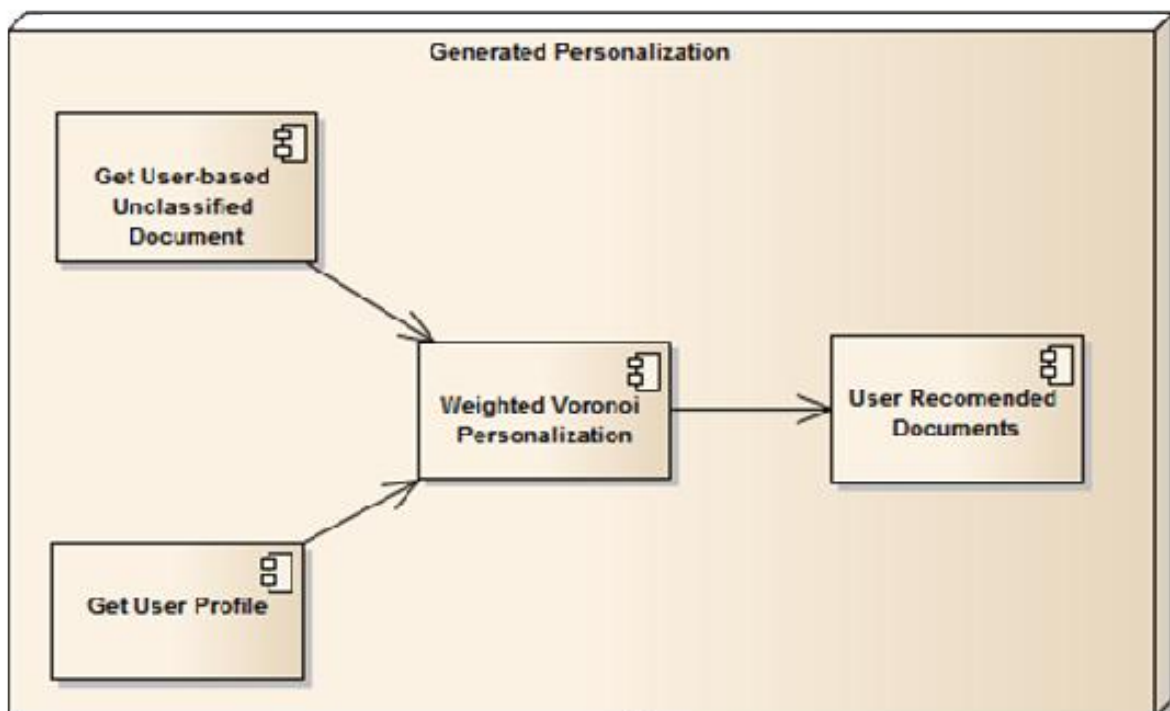 Generated Personalization
Get User-based
Unclassified
Document
Weighted Voronoi
Personalization
User Recomended
Documents
Get User Profile